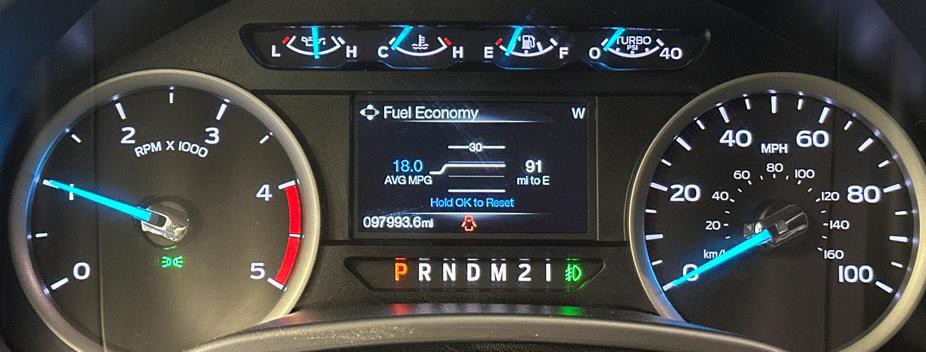 L H C H E F O TURBO PSI 40
2 3
RPM X 1000
1 4
0 5
Fuel Economy W
30
18.0 91
AVG MPG mi to E
Hold OK to Reset
097993.6mi
P R N D M 2 1
40 60
MPH
20 80
0 100
60 80 100
40 120
20 140
km/h 160